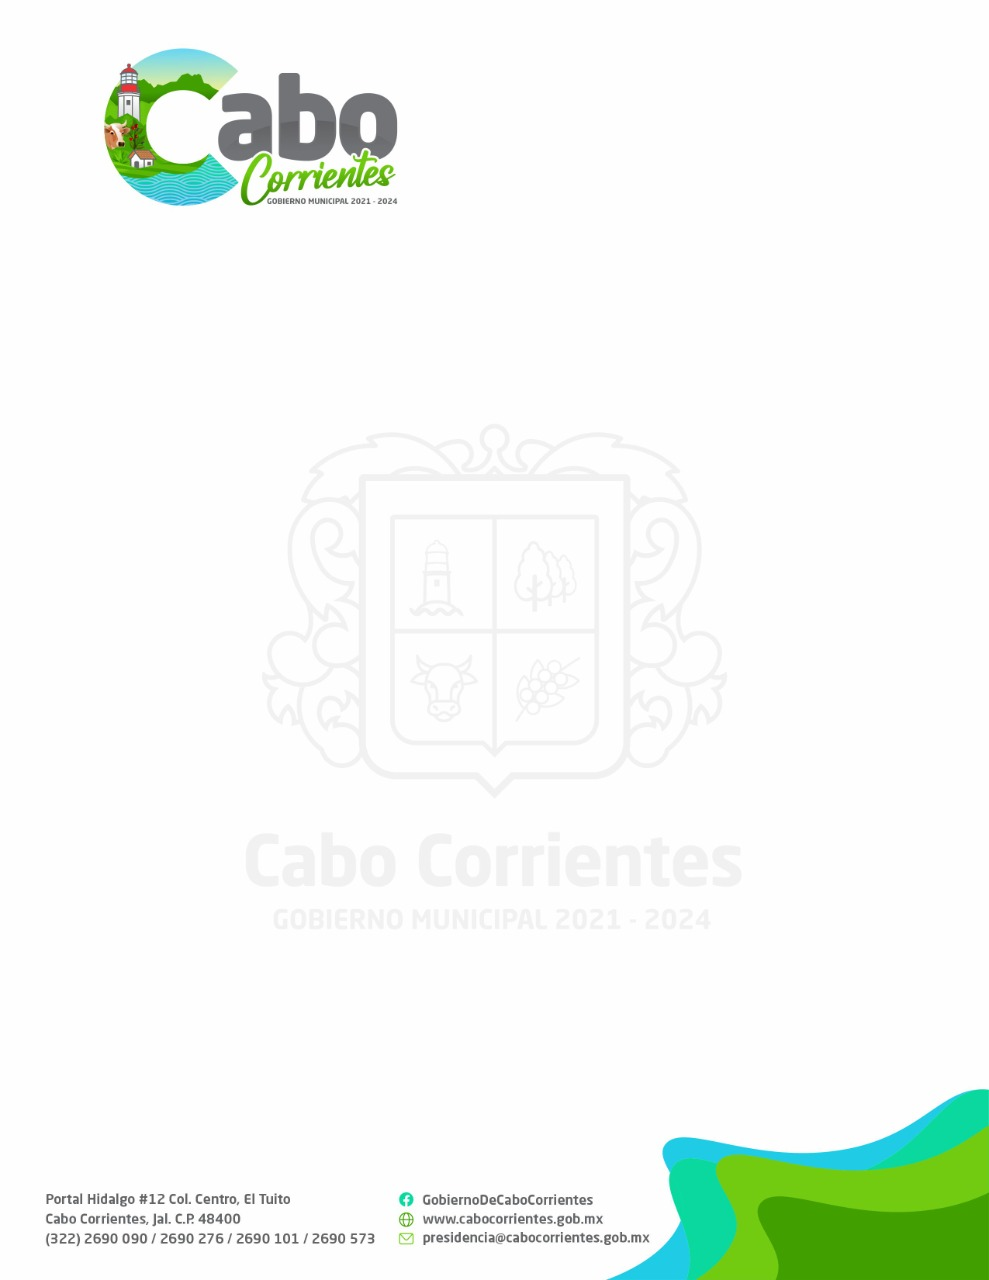 Cabo
Corrientes
GOBIERNO MUNICIPAL 2021 - 2024
Cabo Corrientes
GOBIERNO MUNICIPAL 2021 - 2024
Portal Hidalgo #12 Col. Centro, El Tuito
Cabo Corrientes, Jal. C.P. 48400
(322) 2690 090 / 2690 276 / 2690 101 / 2690 573
GobiernoDeCaboCorrientes
www.cabocorrientes.gob.mx
presidencia@cabocorrientes.gob.mx